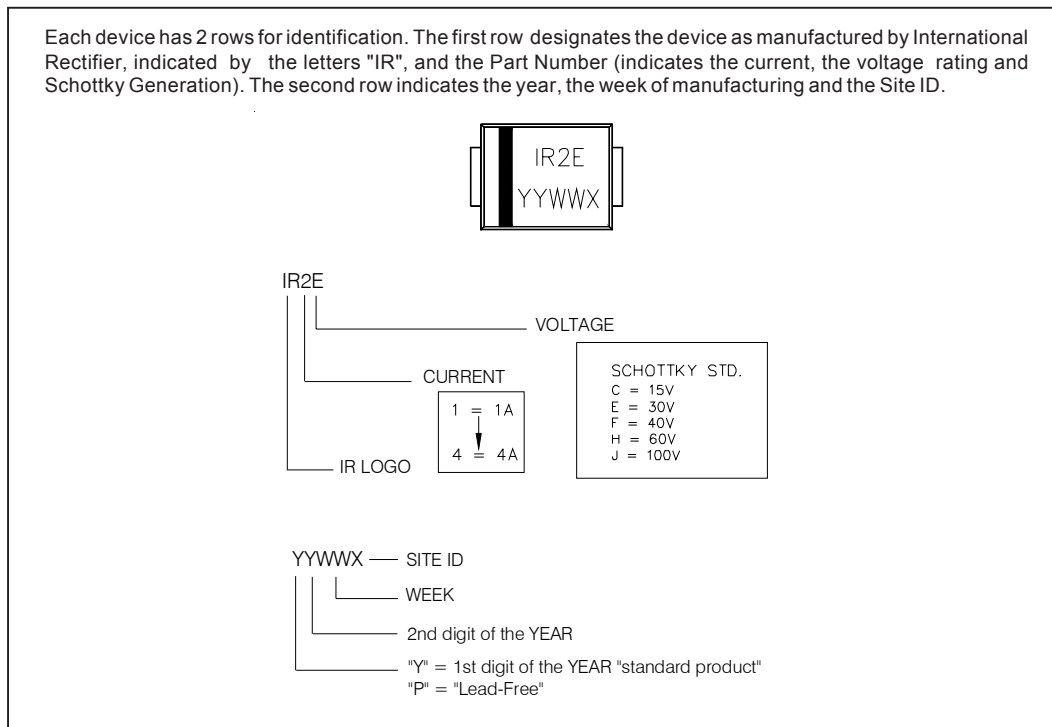 Each device has 2 rows for identification. The first row designates the device as manufactured by International
Rectifier, indicated by the letters "IR", and the Part Number (indicates the current, the voltage rating and
Schottky Generation). The second row indicates the year, the week of manufacturing and the Site ID.
IR2E
YYWWX
IR2E
VOLTAGE
SCHOTTKY STD.
C = 15V
E = 30V
F = 40V
H = 60V
J = 100V
CURRENT
1 = 1A
4 = 4A
IR LOGO
YYWWX
SITE ID
WEEK
2nd digit of the YEAR
"Y" = 1st digit of the YEAR "standard product"
"P" = "Lead-Free"